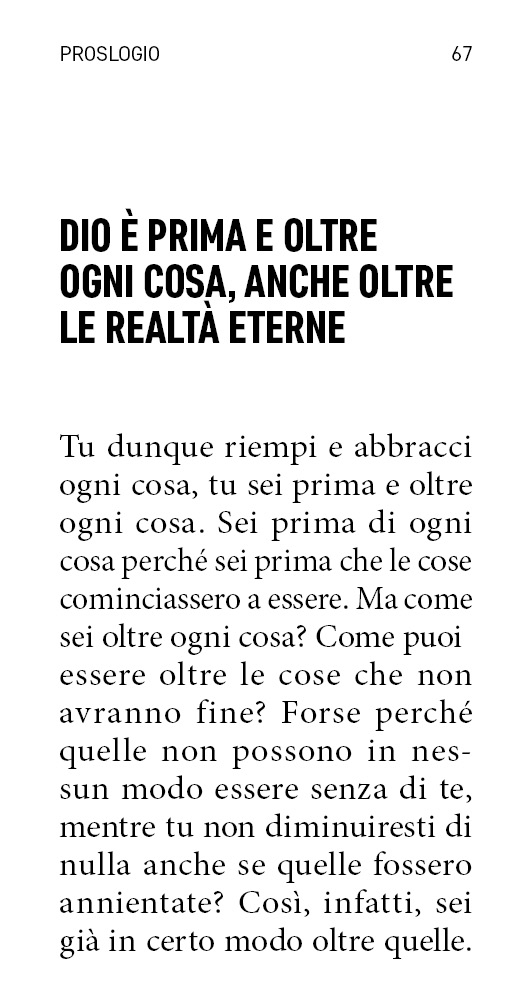 PROSLOGIO 67
DIO È PRIMA E OLTRE
OGNI COSA, ANCHE OLTRE
LE REALTÀ ETERNE
Tu dunque riempi e abbracci
ogni cosa, tu sei prima e oltre
ogni cosa. Sei prima di ogni
cosa perché sei prima che le cose
cominciassero a essere. Ma come
sei oltre ogni cosa? Come puoi
essere oltre le cose che non
avranno fine? Forse perché
quelle non possono in nes-
sun modo essere senza di te,
mentre tu non diminuiresti di
nulla anche se quelle fossero
annientate? Così, infatti, sei
già in certo modo oltre quelle.